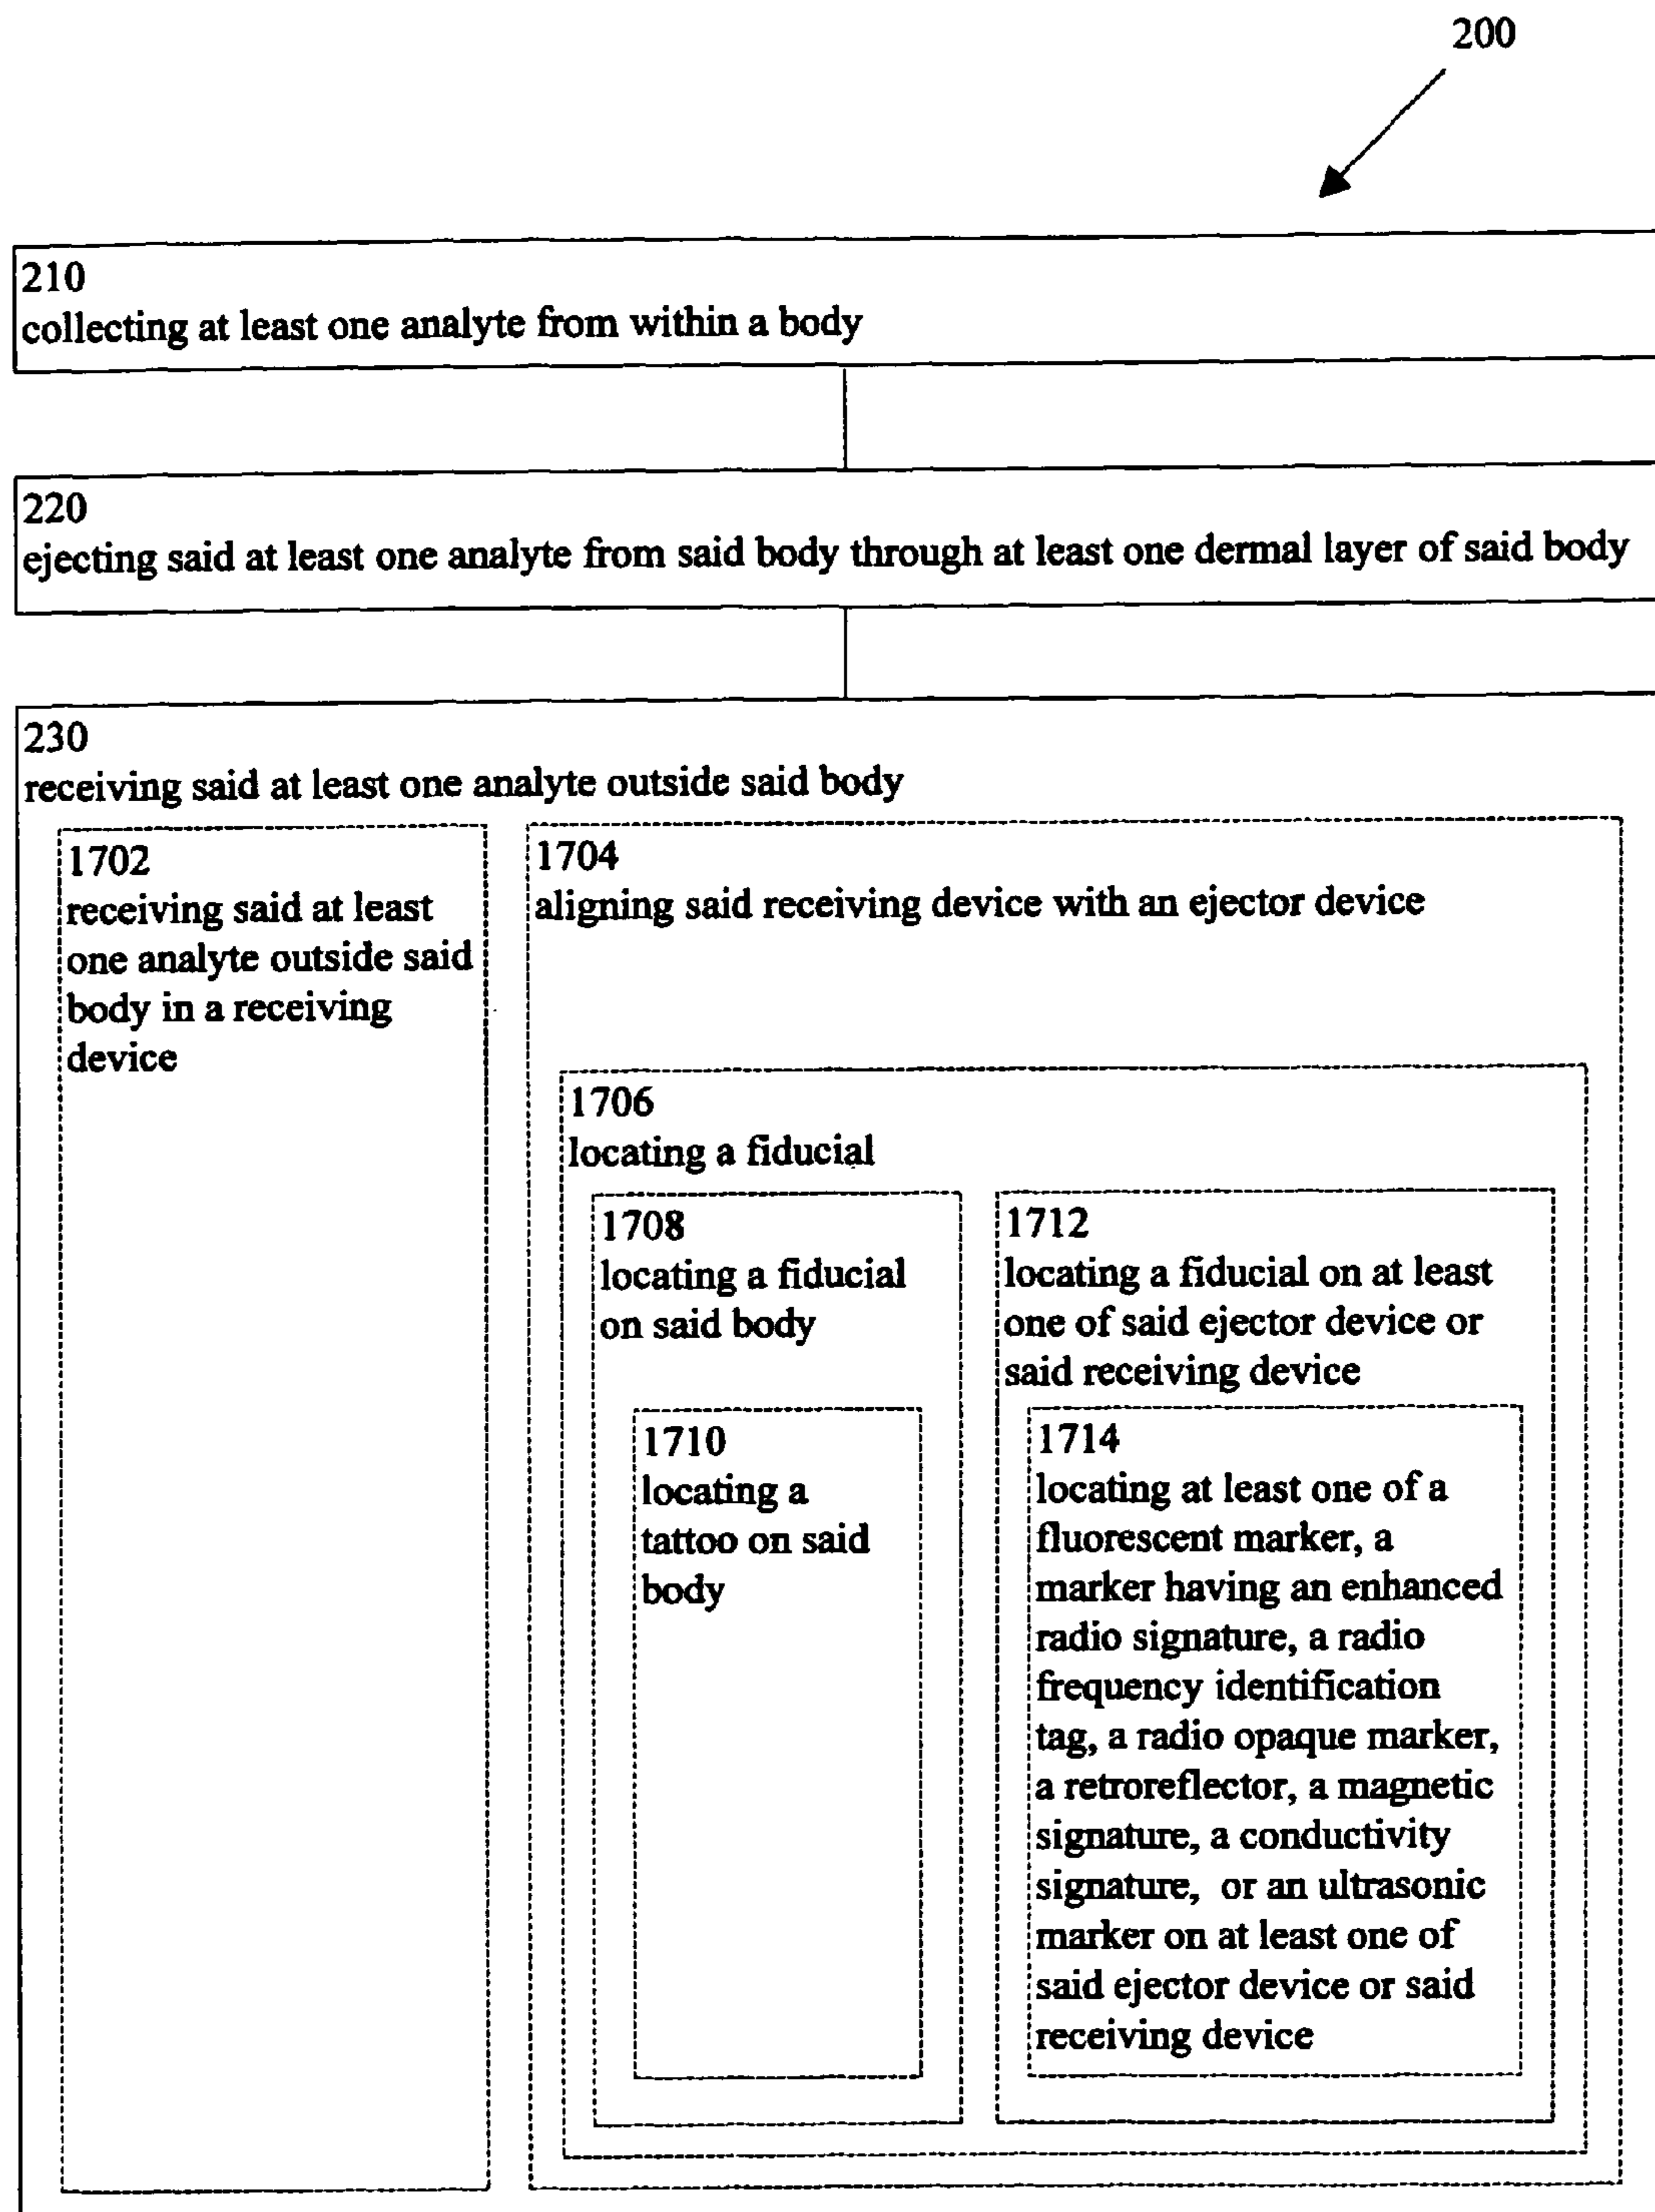 200
210
collecting at least one analyte from within a body
220
ejecting said at least one analyte from said body through at least one dermal layer of said body
230
receiving said at least one analyte outside said body
1702
receiving said at least
one analyte outside said
body in a receiving
device
1704
aligning said receiving device with an ejector device
1706
locating a fiducial
1708
locating a fiducial
on said body
1710
locating a
tattoo on said
body
1712
locating a fiducial on at least
one of said ejector device or
said receiving device
1714
locating at least one of a
fluorescent marker, a
marker having an enhanced
radio signature, a radio
frequency identification
tag, a radio opaque marker,
a retroreflector, a magnetic
signature, a conductivity
signature, or an ultrasonic
marker on at least one of
said ejector device or said
receiving device